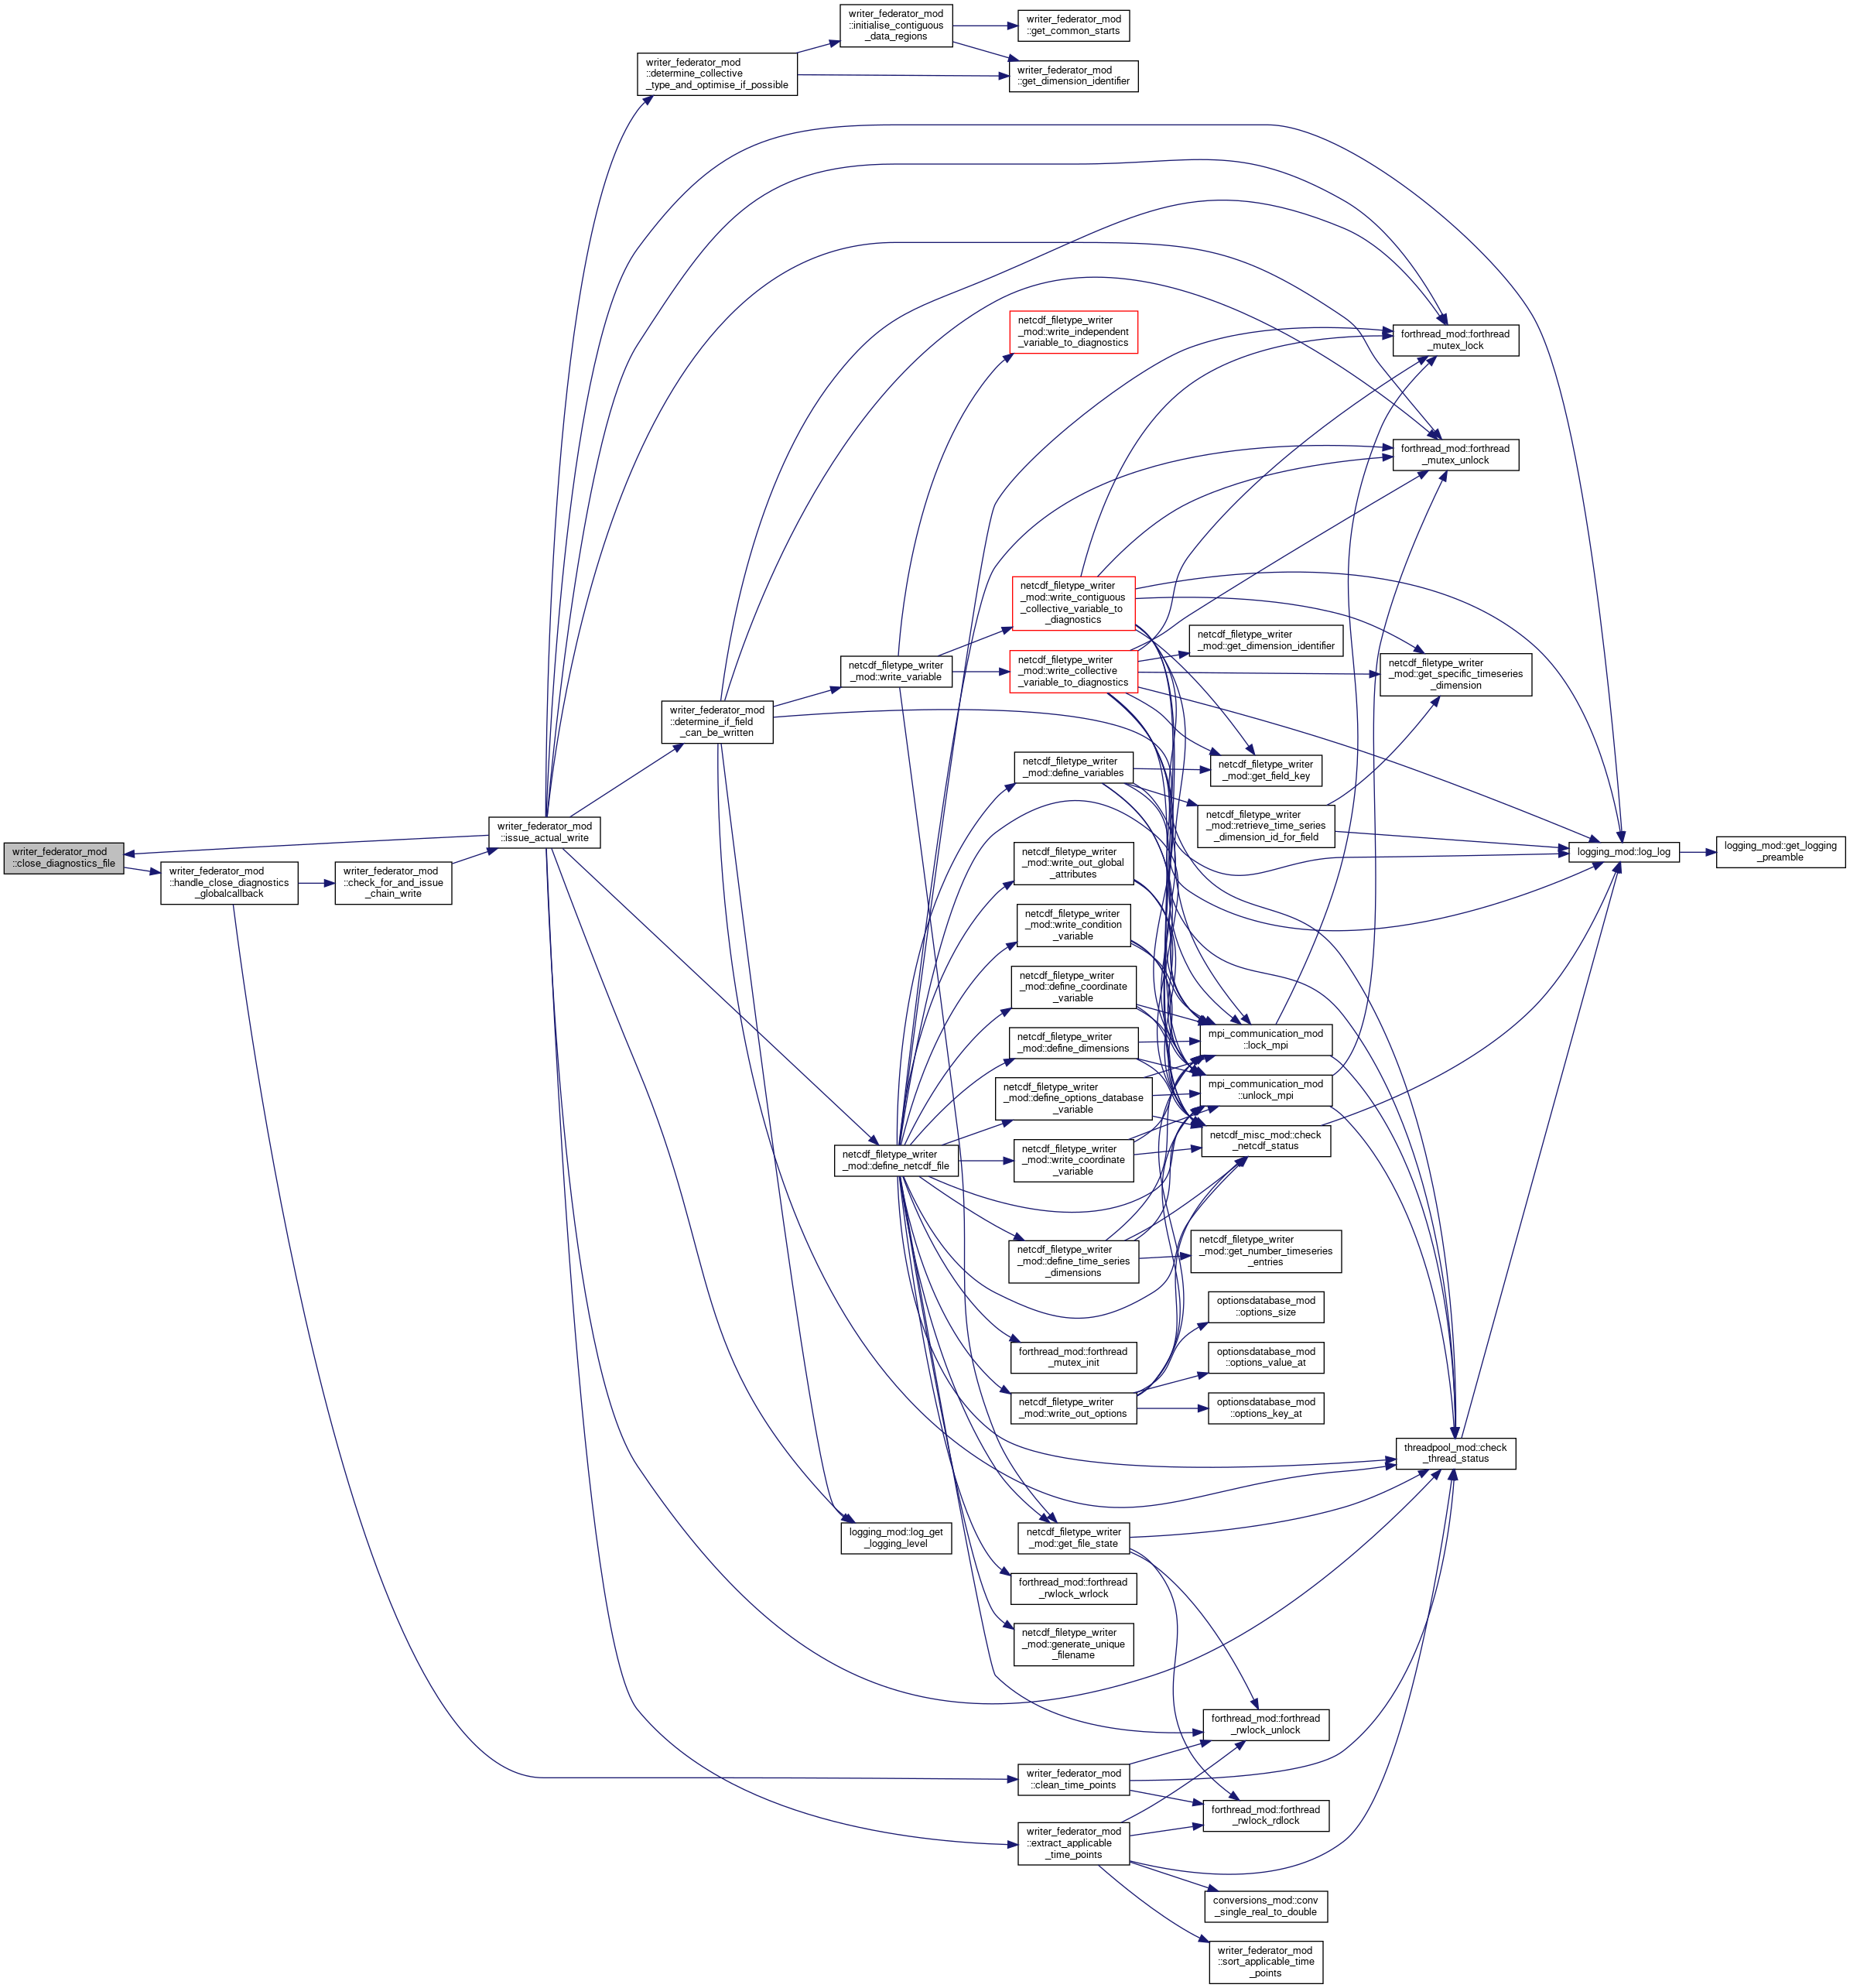 writer_federator_mod
::close_diagnostics_file
writer_federator_mod
::handle_close_diagnostics
_globalcallback
writer_federator_mod
::check_for_and_issue
_chain_write
writer_federator_mod
::issue_actual_write
writer_federator_mod
::determine_collective
_type_and_optimise_if_possible
writer_federator_mod
::initialise_contiguous
_data_regions
writer_federator_mod
::get_common_starts
writer_federator_mod
::get_dimension_identifier
writer_federator_mod
::determine_if_field
_can_be_written
netcdf_filetype_writer
_mod::write_variable
netcdf_filetype_writer
_mod::define_netcdf_file
logging_mod::log_get
_logging_level
netcdf_filetype_writer
_mod::write_independent
_variable_to_diagnostics
netcdf_filetype_writer
_mod::write_contiguous
_collective_variable_to
_diagnostics
netcdf_filetype_writer
_mod::write_collective
_variable_to_diagnostics
netcdf_filetype_writer
_mod::define_variables
netcdf_filetype_writer
_mod::write_out_global
_attributes
netcdf_filetype_writer
_mod::write_condition
_variable
netcdf_filetype_writer
_mod::define_coordinate
_variable
netcdf_filetype_writer
_mod::define_dimensions
netcdf_filetype_writer
_mod::define_options_database
_variable
netcdf_filetype_writer
_mod::write_coordinate
_variable
netcdf_filetype_writer
_mod::define_time_series
_dimensions
forthread_mod::forthread
_mutex_init
netcdf_filetype_writer
_mod::write_out_options
netcdf_filetype_writer
_mod::get_file_state
forthread_mod::forthread
_rwlock_wrlock
netcdf_filetype_writer
_mod::generate_unique
_filename
writer_federator_mod
::clean_time_points
writer_federator_mod
::extract_applicable
_time_points
netcdf_filetype_writer
_mod::get_dimension_identifier
netcdf_filetype_writer
_mod::get_field_key
netcdf_filetype_writer
_mod::retrieve_time_series
_dimension_id_for_field
mpi_communication_mod
::lock_mpi
mpi_communication_mod
::unlock_mpi
netcdf_misc_mod::check
_netcdf_status
netcdf_filetype_writer
_mod::get_number_timeseries
_entries
optionsdatabase_mod
::options_size
optionsdatabase_mod
::options_value_at
optionsdatabase_mod
::options_key_at
forthread_mod::forthread
_rwlock_unlock
forthread_mod::forthread
_rwlock_rdlock
conversions_mod::conv
_single_real_to_double
writer_federator_mod
::sort_applicable_time
_points
forthread_mod::forthread
_mutex_lock
forthread_mod::forthread
_mutex_unlock
netcdf_filetype_writer
_mod::get_specific_timeseries
_dimension
threadpool_mod::check
_thread_status
logging_mod::log_log
logging_mod::get_logging
_preamble